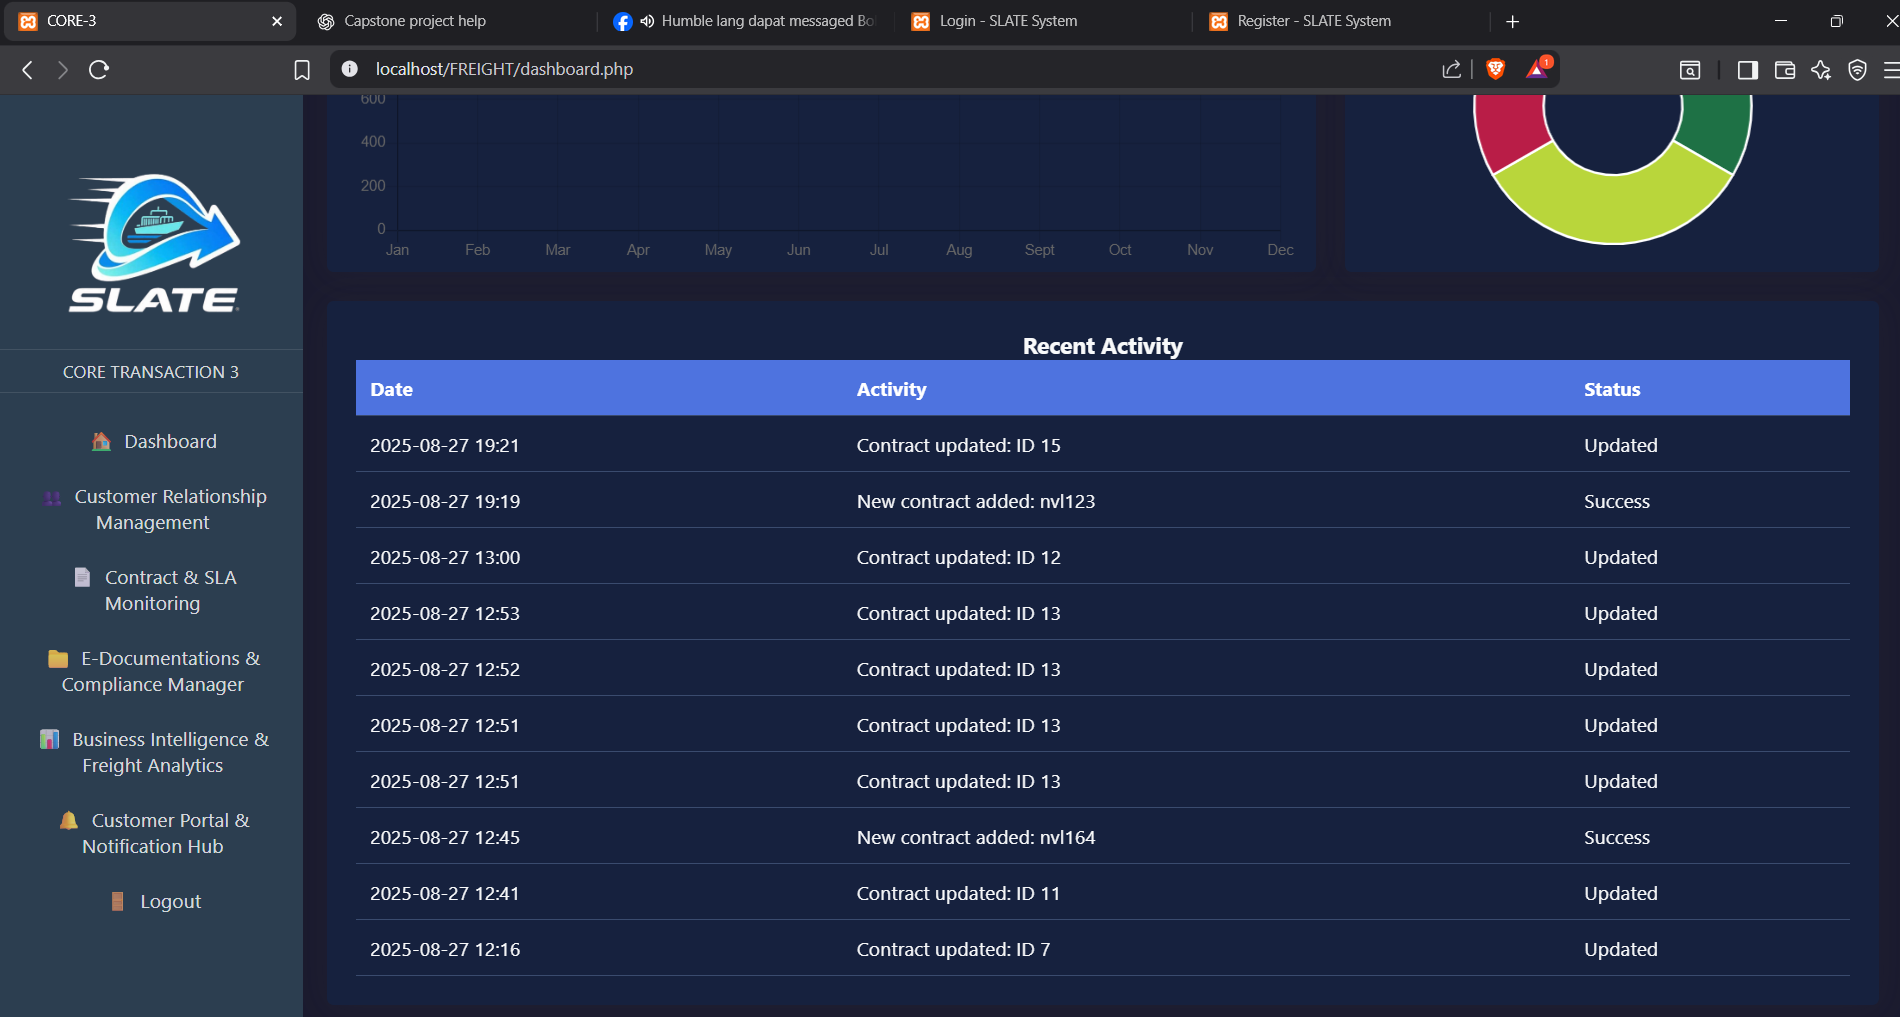 CORE-3
Capstone project help
Humble lang dapat messaged Bo
Login - SLATE System
Register - SLATE System
localhost/FREIGHT/dashboard.php
1
SLATE
CORE TRANSACTION 3
Dashboard
Customer Relationship
Management
Contract & SLA
Monitoring
E-Documentations &
Compliance Manager
Business Intelligence &
Freight Analytics
Customer Portal &
Notification Hub
Logout
600
400
200
0
Jan Feb Mar Apr May Jun Jul Aug Sept Oct Nov Dec
Recent Activity
Date Activity Status
2025-08-27 19:21 Contract updated: ID 15 Updated
2025-08-27 19:19 New contract added: nvl123 Success
2025-08-27 13:00 Contract updated: ID 12 Updated
2025-08-27 12:53 Contract updated: ID 13 Updated
2025-08-27 12:52 Contract updated: ID 13 Updated
2025-08-27 12:51 Contract updated: ID 13 Updated
2025-08-27 12:51 Contract updated: ID 13 Updated
2025-08-27 12:45 New contract added: nvl164 Success
2025-08-27 12:41 Contract updated: ID 11 Updated
2025-08-27 12:16 Contract updated: ID 7 Updated